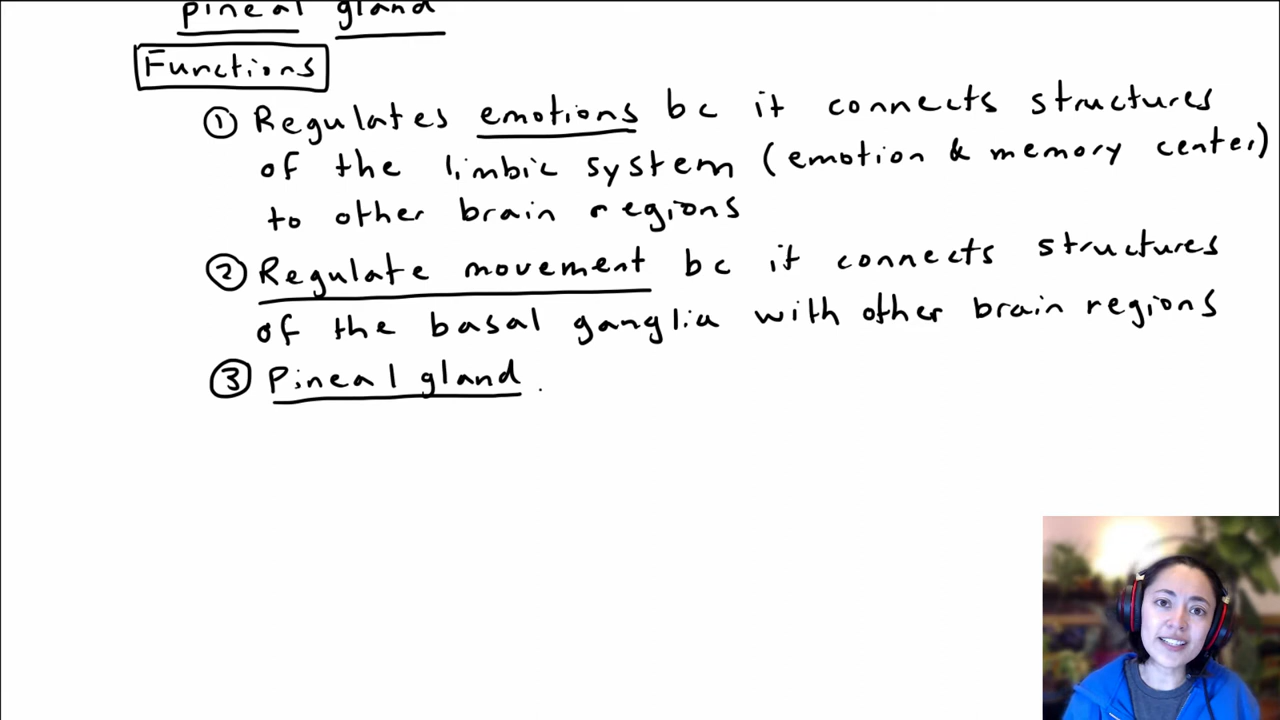 pineal gland
Functions
① Regulates emotions bc it connects structures
of the limbic system (emotion & memory center)
to other brain regions
② Regulate movement bc it connects structures
of the basal ganglia with other brain regions
③ Pineal gland